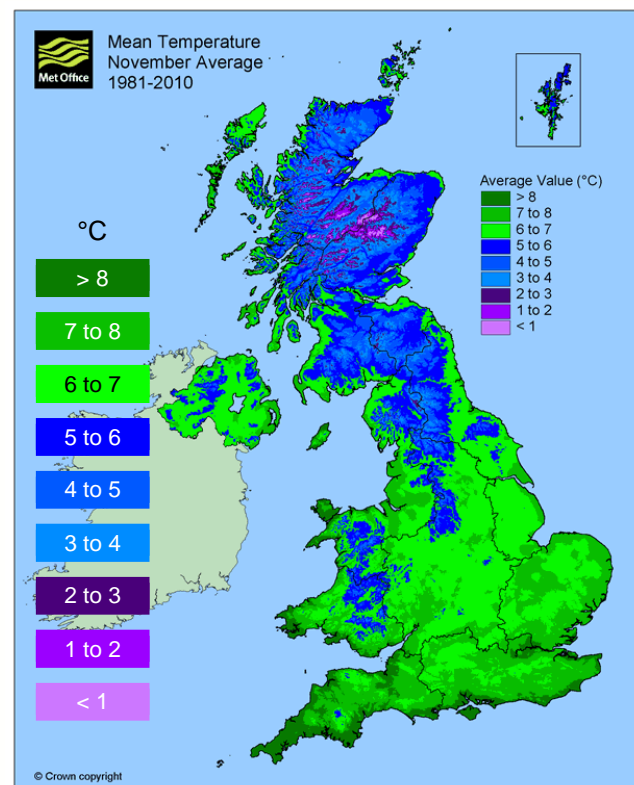 Met Office
Mean Temperature
November Average
1981-2010
°C
> 8
7 to 8
6 to 7
5 to 6
4 to 5
3 to 4
2 to 3
1 to 2
< 1
Average Value (°C)
> 8
7 to 8
6 to 7
5 to 6
4 to 5
3 to 4
2 to 3
1 to 2
< 1
© Crown copyright